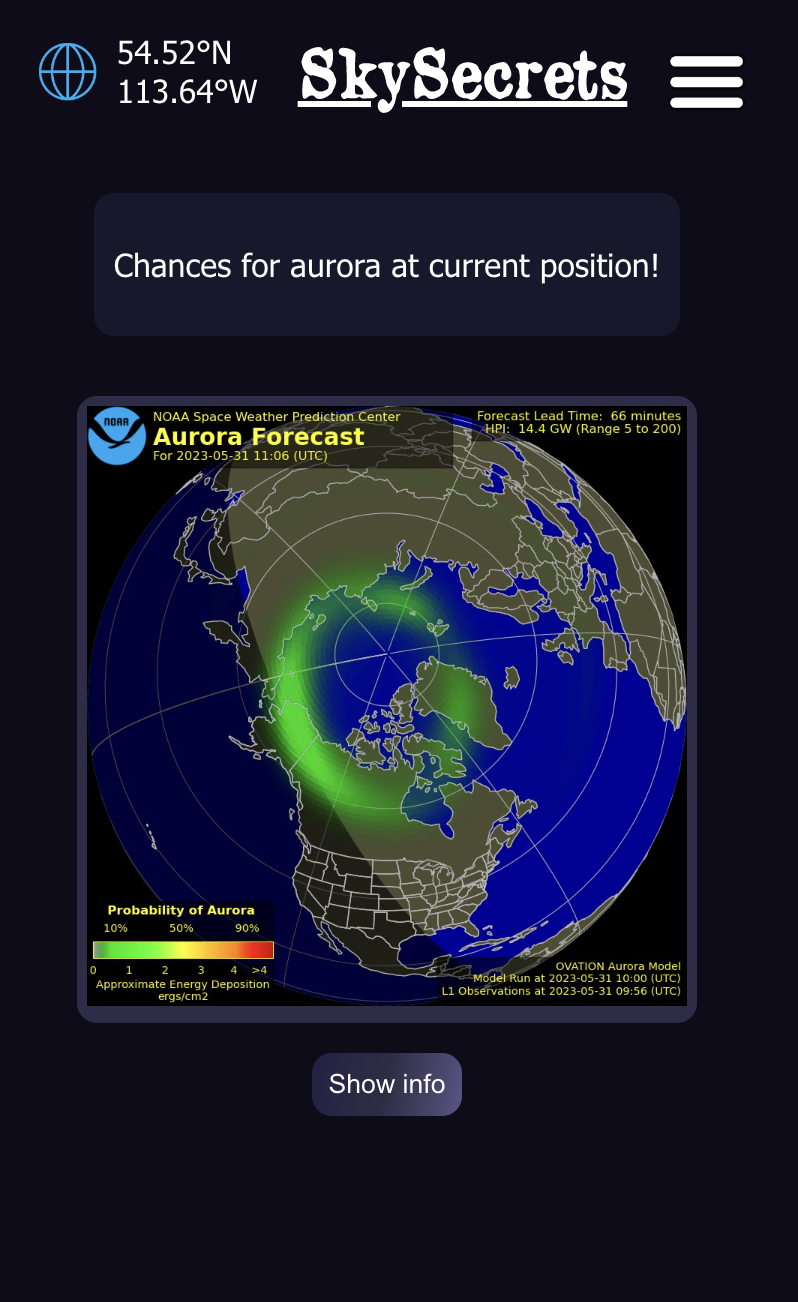 54.52°N
113.64°W
SkySecrets
Chances for aurora at current position!
NOAA
NOAA Space Weather Prediction Center
Aurora Forecast
For 2023-05-31 11:06 (UTC)
Forecast Lead Time:  66 minutes
HPI:  14.4 GW (Range 5 to 200)
Probability of Aurora
10% 50% 90%
0 1 2 3 4 >4
Approximate Energy Deposition
ergs/cm2
OVATION Aurora Model
Model Run at 2023-05-31 10:00 (UTC)
L1 Observations at 2023-05-31 09:56 (UTC)
Show info